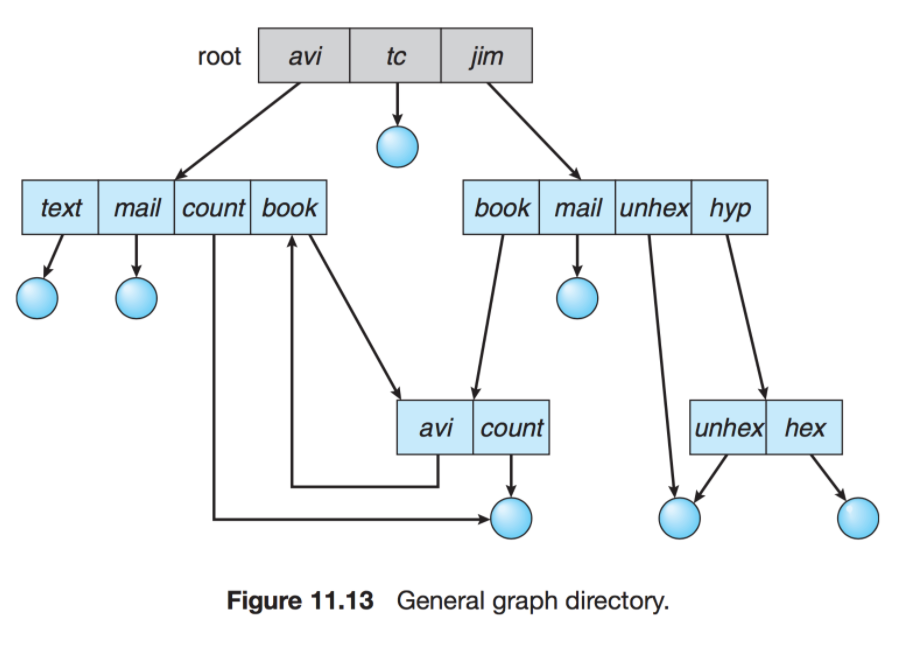 root avi tc jim
text mail count book book mail unhex hyp
avi count unhex hex
Figure 11.13 General graph directory.